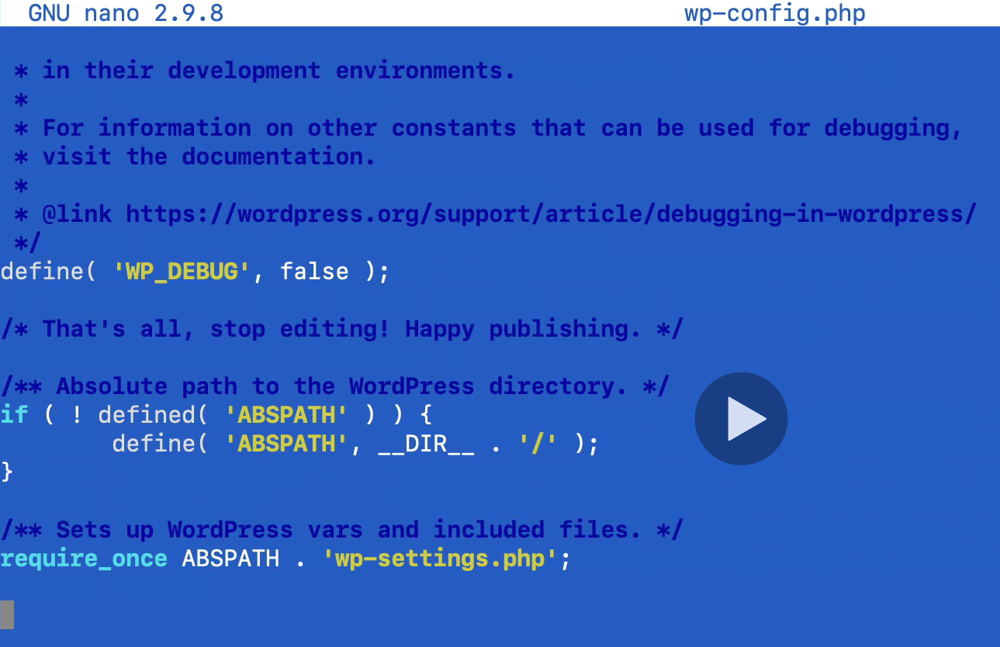 GNU nano 2.9.8 wp-config.php
* in their development environments.
*
* For information on other constants that can be used for debugging,
* visit the documentation.
*
* @link https://wordpress.org/support/article/debugging-in-wordpress/
*/
define( 'WP_DEBUG', false );
/* That's all, stop editing! Happy publishing. */
/** Absolute path to the WordPress directory. */
if ( ! defined( 'ABSPATH' ) ) {
define( 'ABSPATH', __DIR__ . '/' );
}
/** Sets up WordPress vars and included files. */
require_once ABSPATH . 'wp-settings.php';